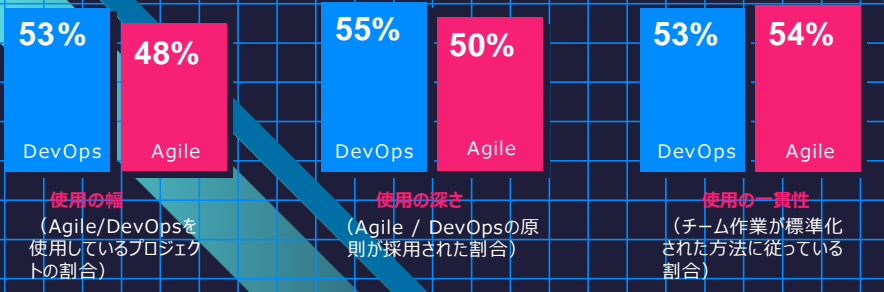 53%
48%
DevOps
Agile
使用の幅
（Agile/DevOpsを
使用しているプロジェク
トの割合）
55%
50%
DevOps
Agile
使用の深さ
（Agile / DevOpsの原
則が採用された割合）
53%
54%
DevOps
Agile
使用の一貫性
（チーム作業が標準化
された方法に従っている
割合）